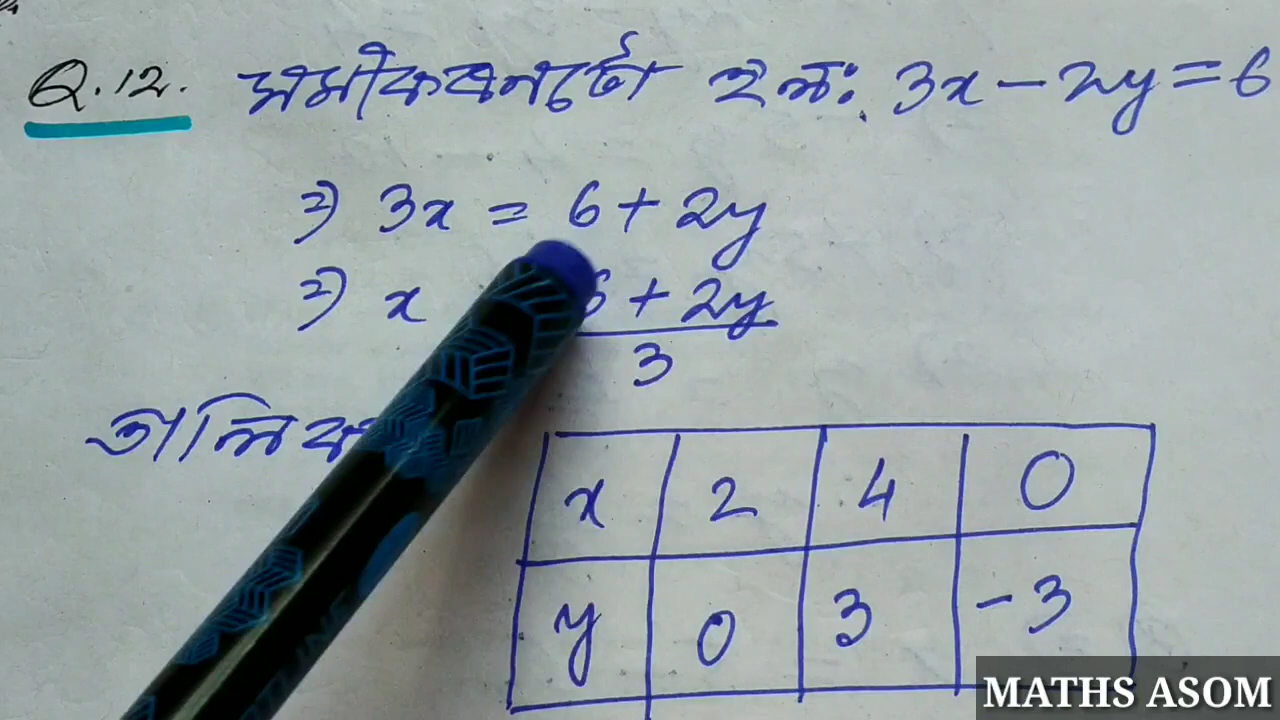 Q.12. সমীকৰণটো হ'লঃ 3x - 2y = 6
⇒ 3x = 6 + 2y
⇒ x 6 + 2y
3
তালিক
x 2 4 0
y 0 3 -3
MATHS ASOM